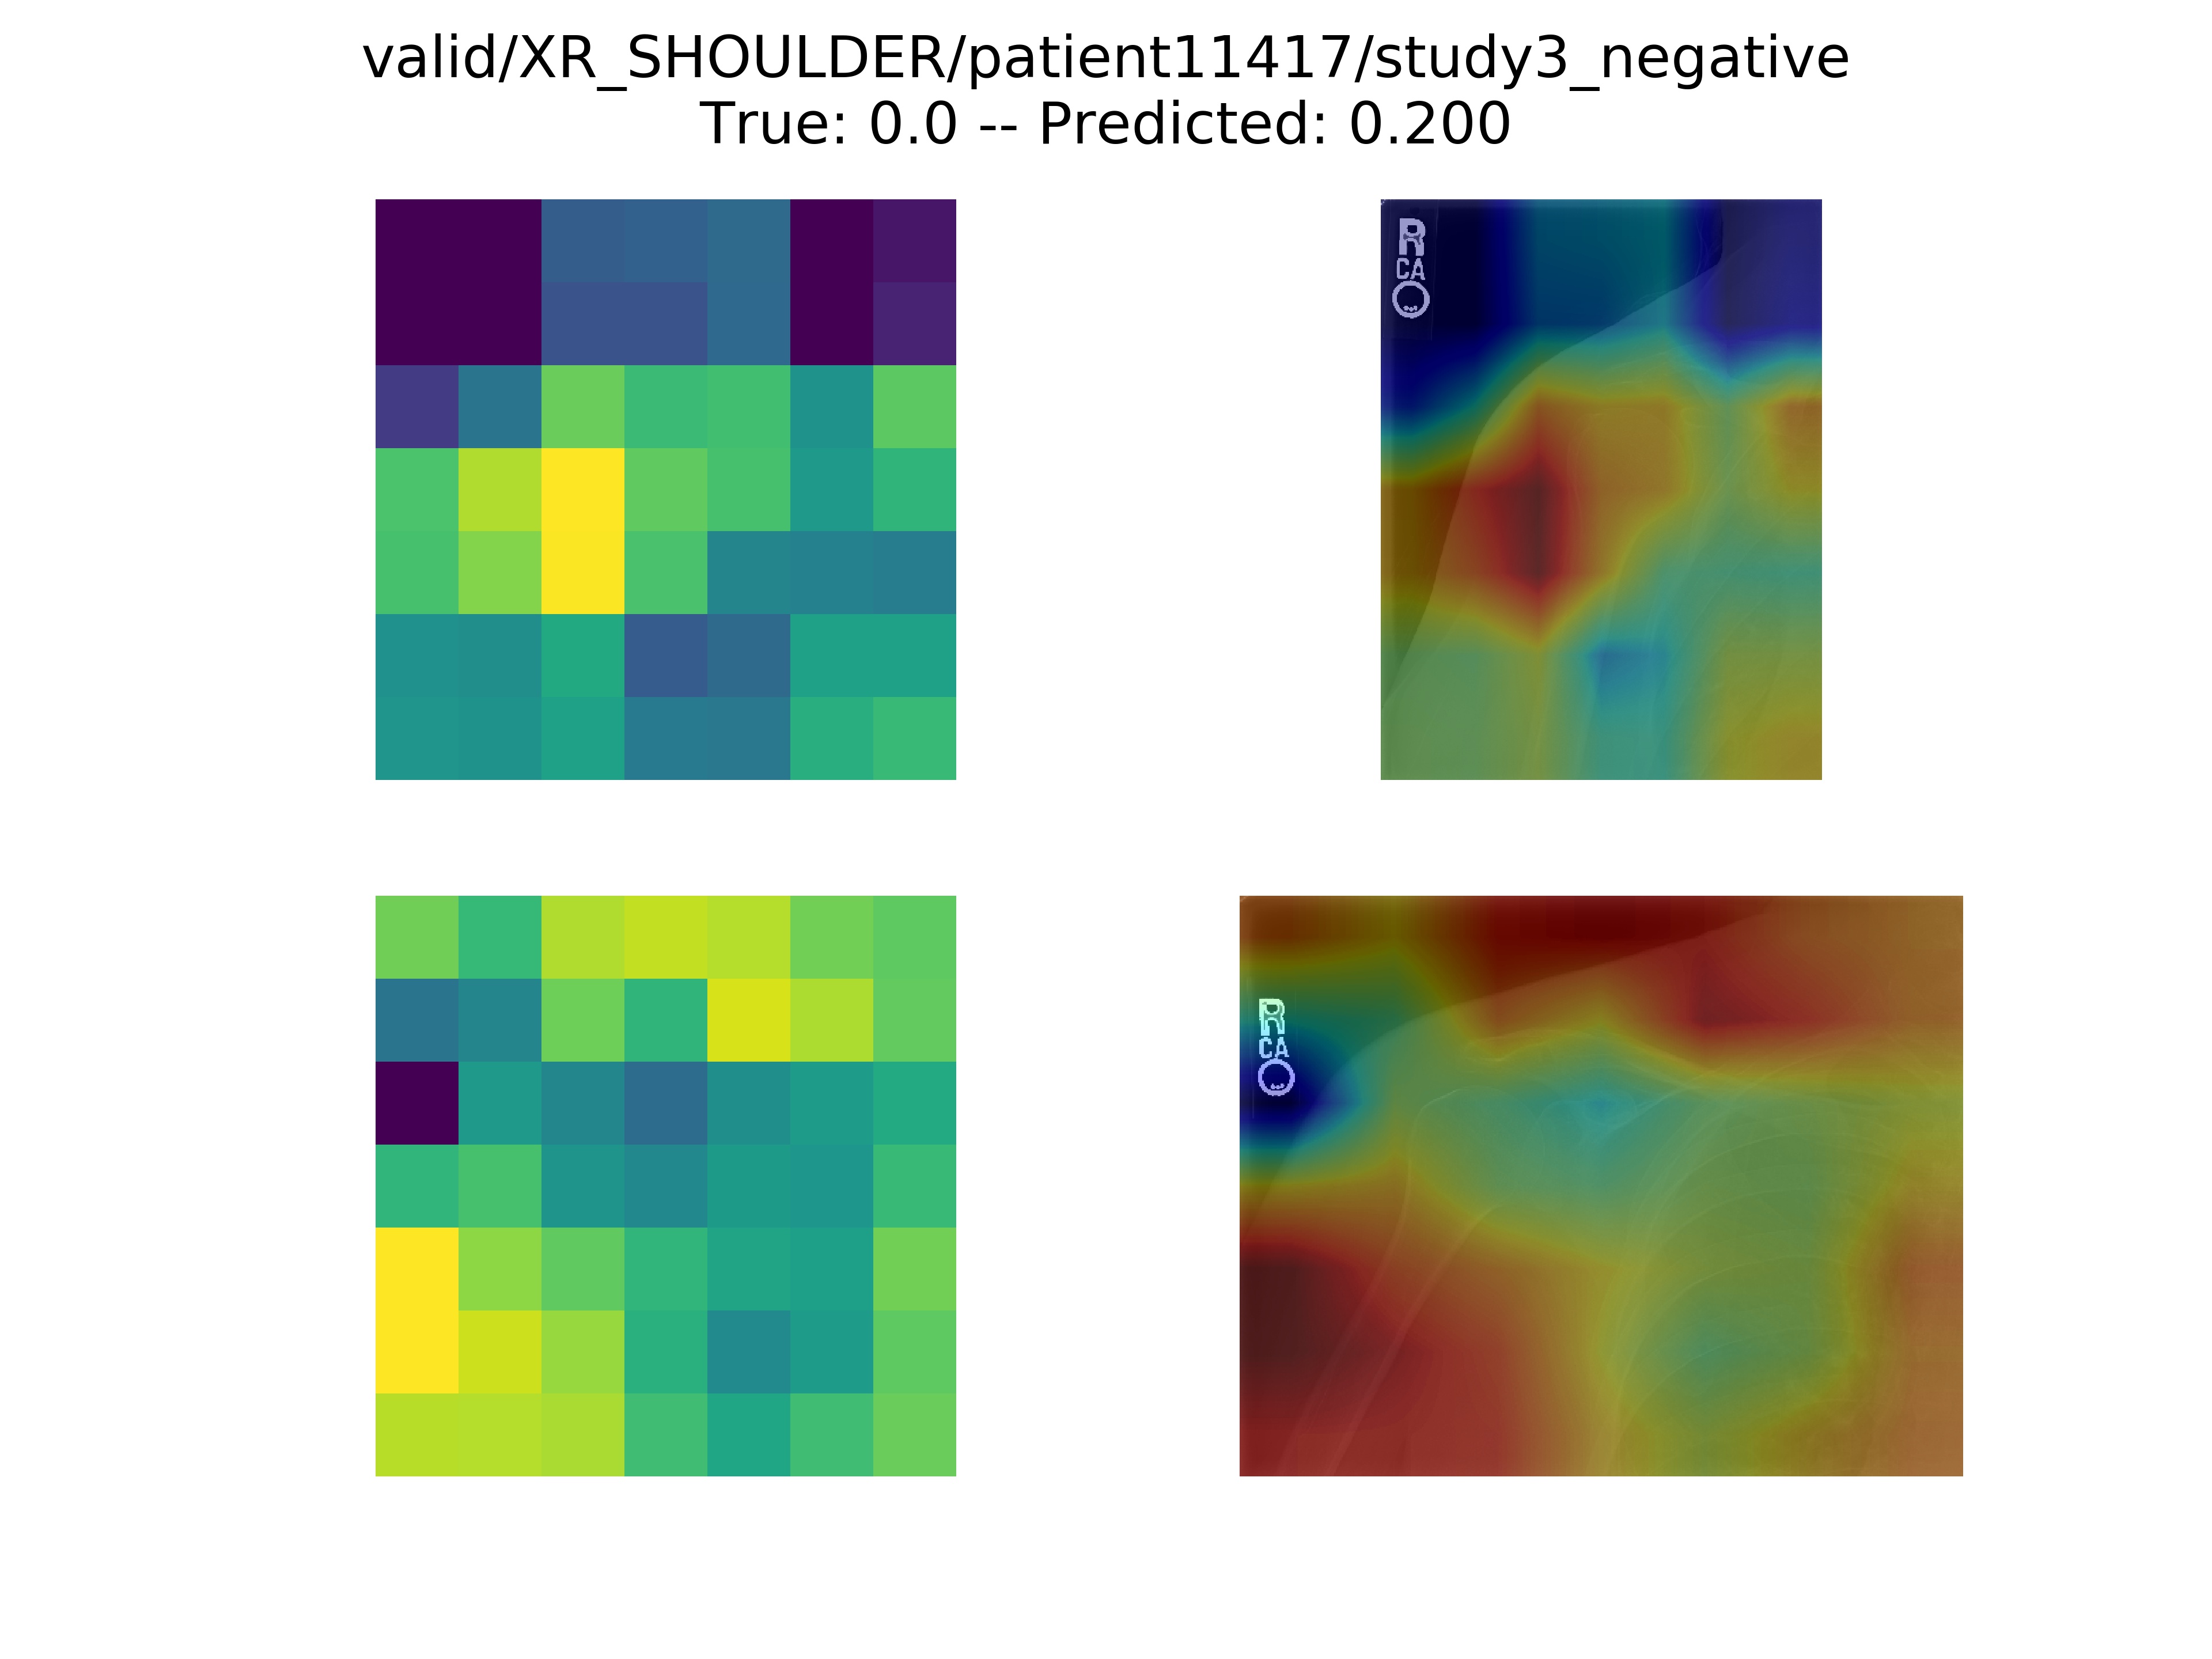 valid/XR_SHOULDER/patient11417/study3_negative
True: 0.0 -- Predicted: 0.200
R
CA
R
CA